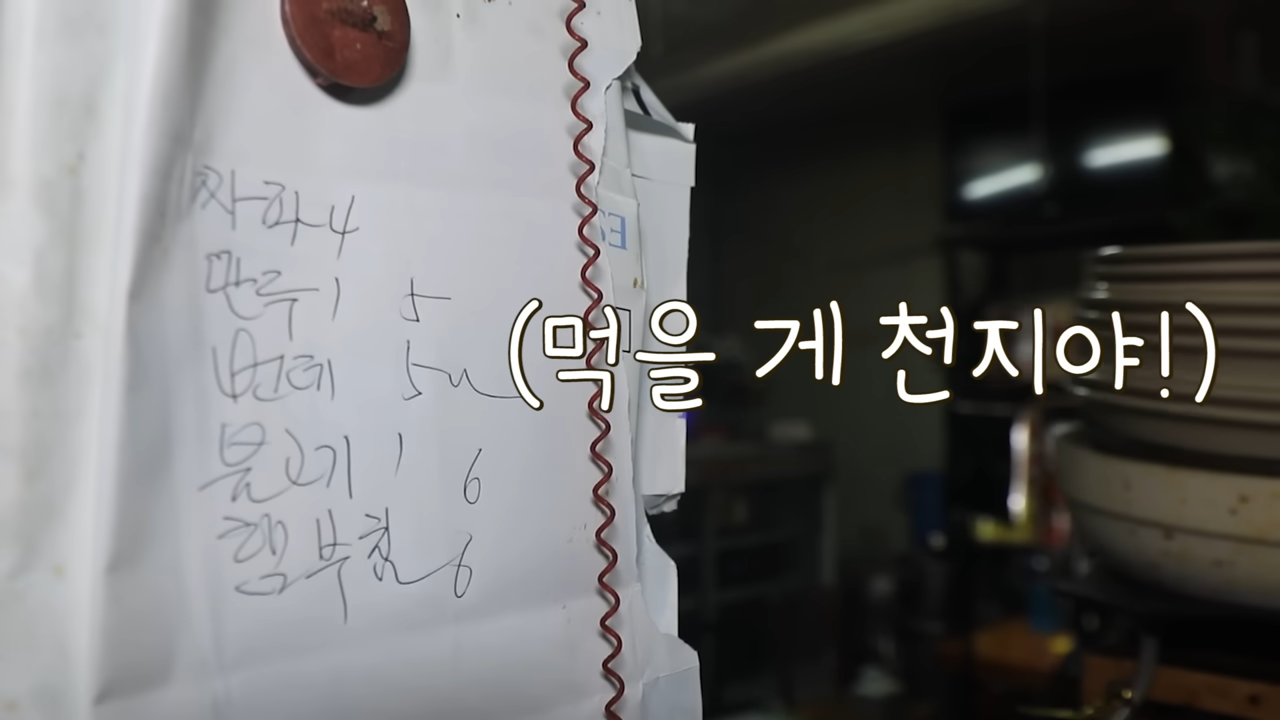 짜하4
만두 1 5
번데 5
불고기 1 6
햄부침 6
(먹을 게 천지야!)